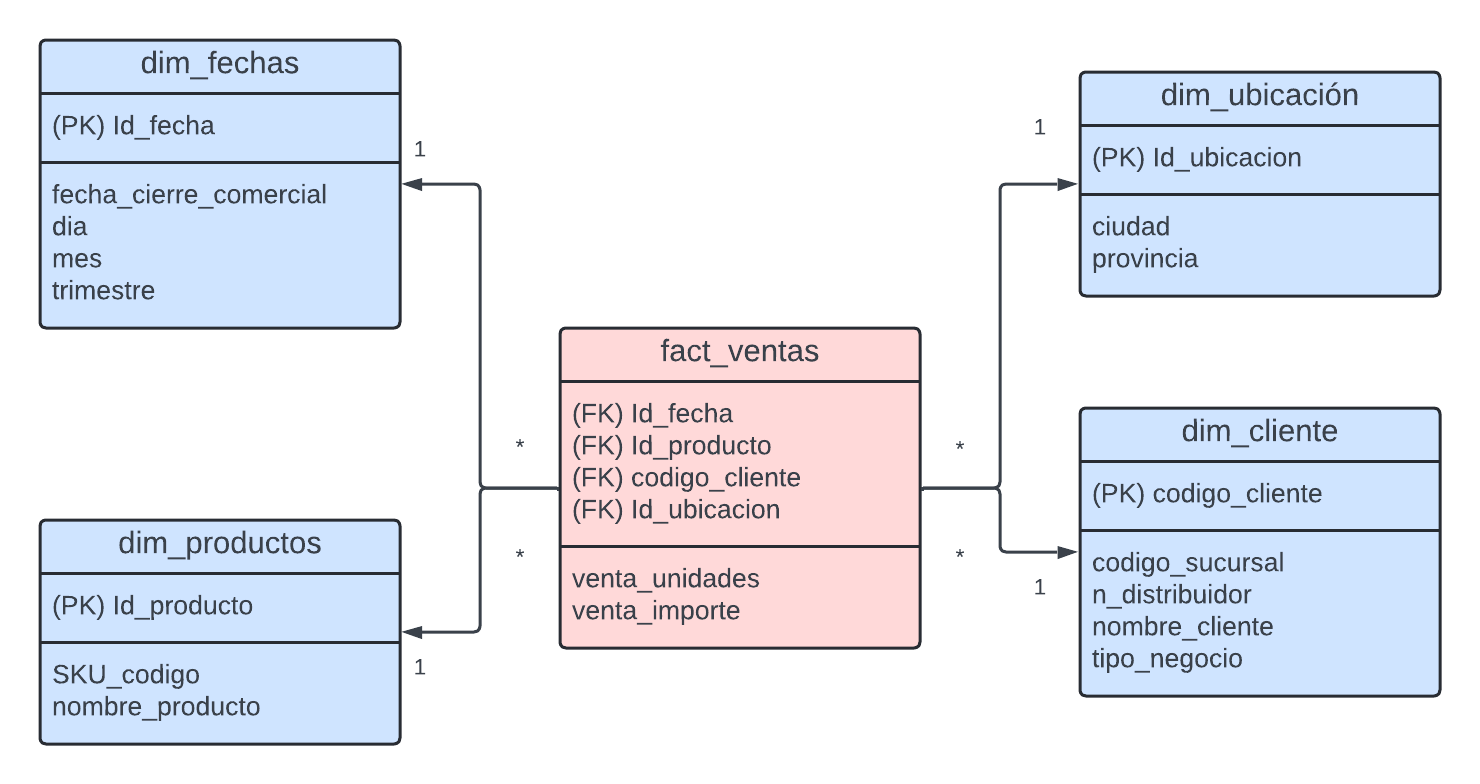 dim_fechas
(PK) Id_fecha
fecha_cierre_comercial
dia
mes
trimestre
1
dim_ubicación
(PK) Id_ubicacion
ciudad
provincia
1
fact_ventas
(FK) Id_fecha
(FK) Id_producto
(FK) codigo_cliente
(FK) Id_ubicacion
venta_unidades
venta_importe
*
*
*
*
dim_productos
(PK) Id_producto
SKU_codigo
nombre_producto
1
dim_cliente
(PK) codigo_cliente
codigo_sucursal
n_distribuidor
nombre_cliente
tipo_negocio
1